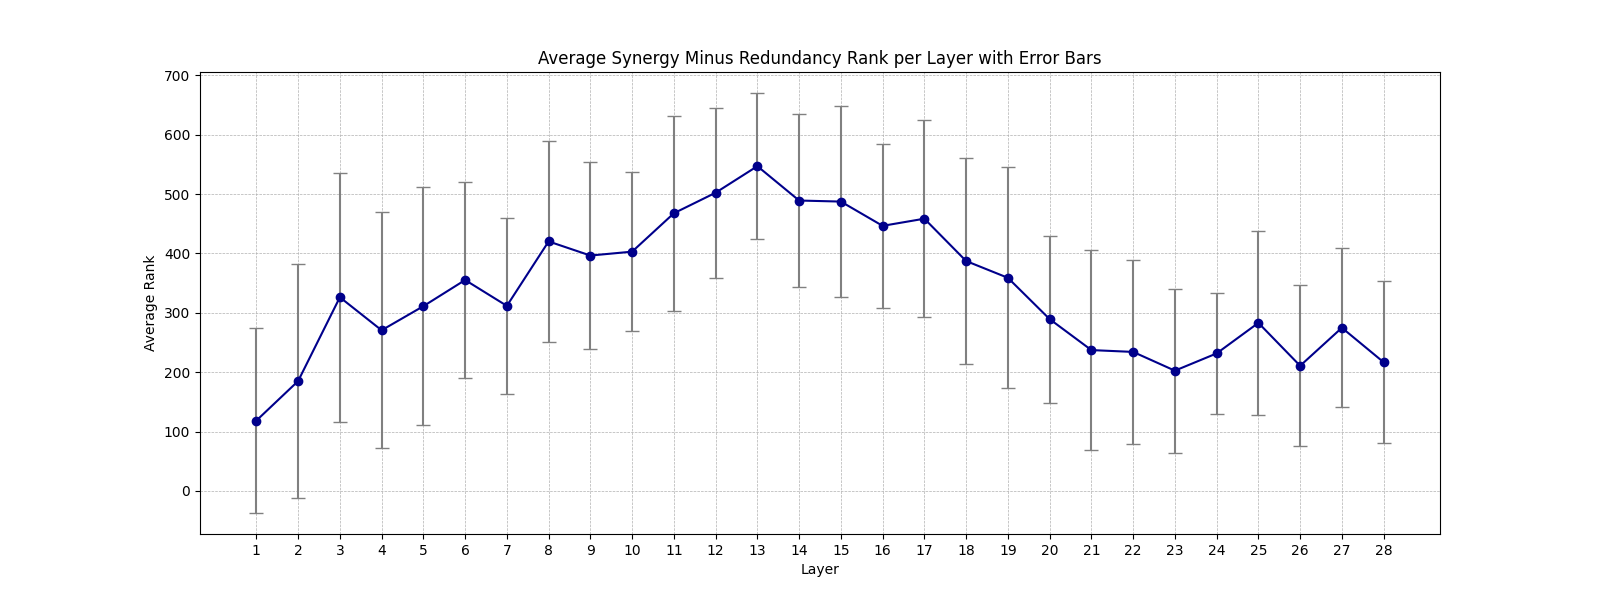 Average Synergy Minus Redundancy Rank per Layer with Error Bars
700
600
500
400
300
200
100
0
Average Rank
1 2 3 4 5 6 7 8 9 10 11 12 13 14 15 16 17 18 19 20 21 22 23 24 25 26 27 28
Layer